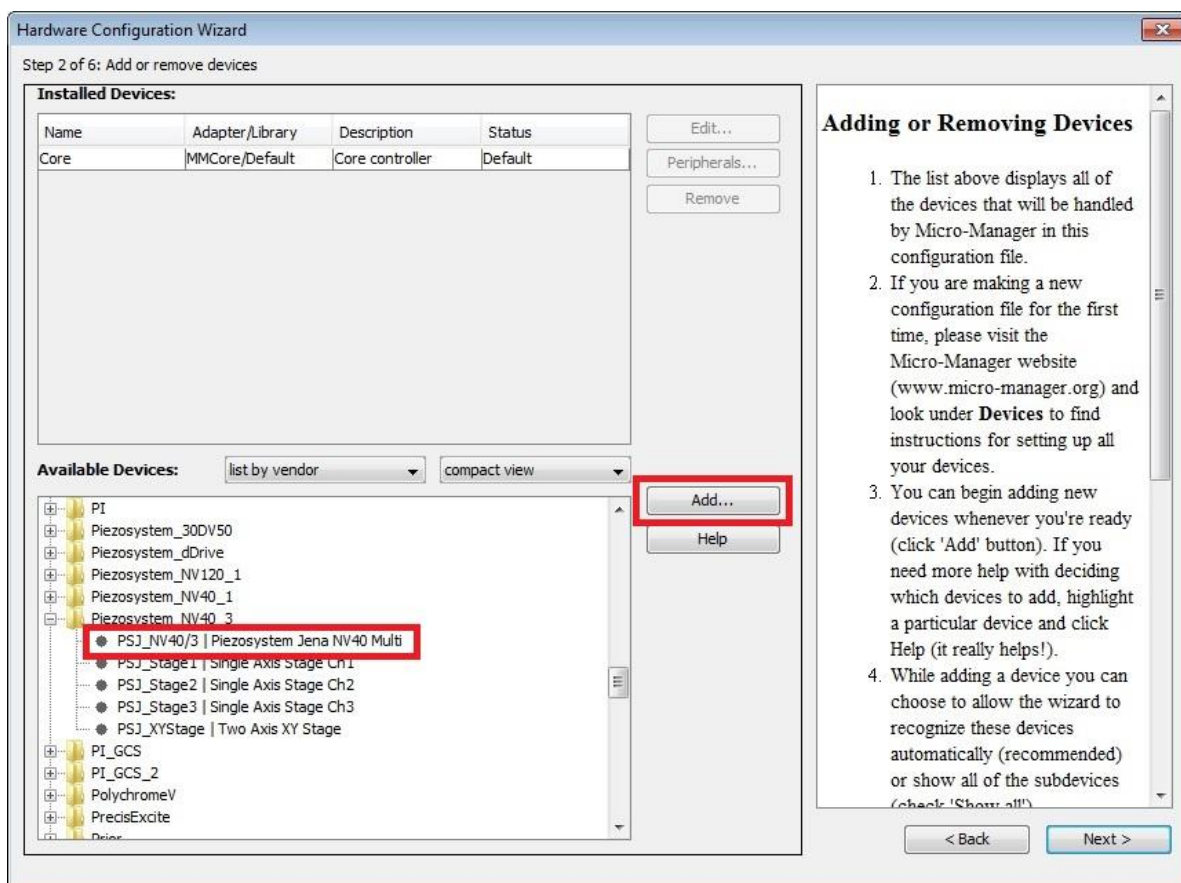 Hardware Configuration Wizard
Step 2 of 6: Add or remove devices
Installed Devices:
Name Adapter/Library Description Status
Core MMCore/Default Core controller Default
Edit...
Peripherals...
Remove
Available Devices: list by vendor compact view
PI
Piezosystem_30DV50
Piezosystem_dDrive
Piezosystem_NV120_1
Piezosystem_NV40_1
Piezosystem_NV40_3
PSJ_NV40/3 | Piezosystem Jena NV40 Multi
PSJ_Stage1 | Single Axis Stage Ch1
PSJ_Stage2 | Single Axis Stage Ch2
PSJ_Stage3 | Single Axis Stage Ch3
PSJ_XYStage | Two Axis XY Stage
PI_GCS
PI_GCS_2
PolychromeV
PrecisExcite
Prior
Add...
Help
Adding or Removing Devices
1. The list above displays all of
the devices that will be handled
by Micro-Manager in this
configuration file.
2. If you are making a new
configuration file for the first
time, please visit the
Micro-Manager website
(www.micro-manager.org) and
look under Devices to find
instructions for setting up all
your devices.
3. You can begin adding new
devices whenever you're ready
(click 'Add' button). If you
need more help with deciding
which devices to add, highlight
a particular device and click
Help (it really helps!).
4. While adding a device you can
choose to allow the wizard to
recognize these devices
automatically (recommended)
or show all of the subdevices
(check 'Show all')
< Back Next >